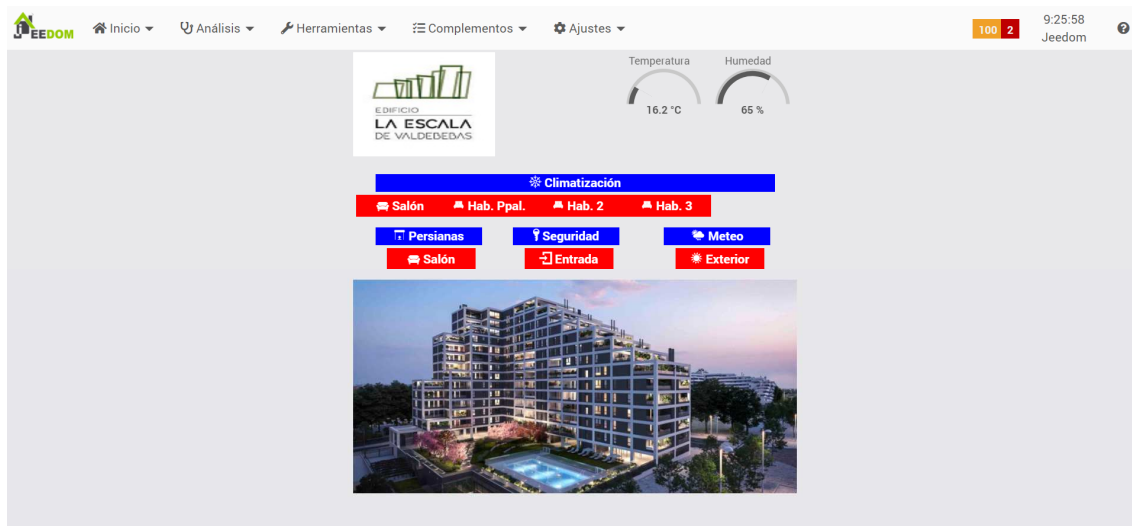 JEEDOM Inicio Análisis Herramientas Complementos Ajustes 100 2 9:25:58
Jeedom
Temperatura Humedad
16.2 °C 65 %
EDIFICIO
LA ESCALA
DE VALDEBEBAS
Climatización
Salón Hab. Ppal. Hab. 2 Hab. 3
Persianas Seguridad Meteo
Salón Entrada Exterior